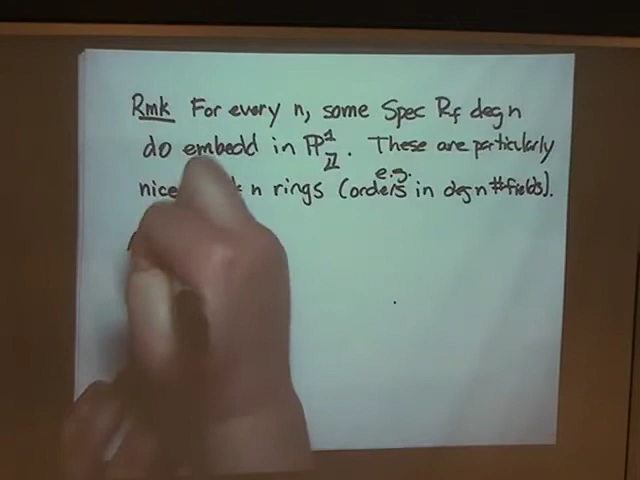 Rmk For every n, some Spec R_f deg n
do embedd in ℙ¹_ℤ. These are particularly
e.g.
nice n rings (orders in deg n #fields).